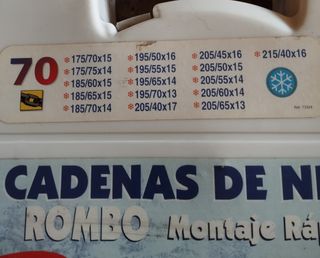 70
175/70x15
175/75x14
185/60x15
185/65x15
185/70x14
195/50x16
195/55x15
195/65x14
195/70x13
205/40x17
205/45x16
205/50x15
205/55x14
205/60x14
205/65x13
215/40x16
CADENAS DE
ROMBO Montaje